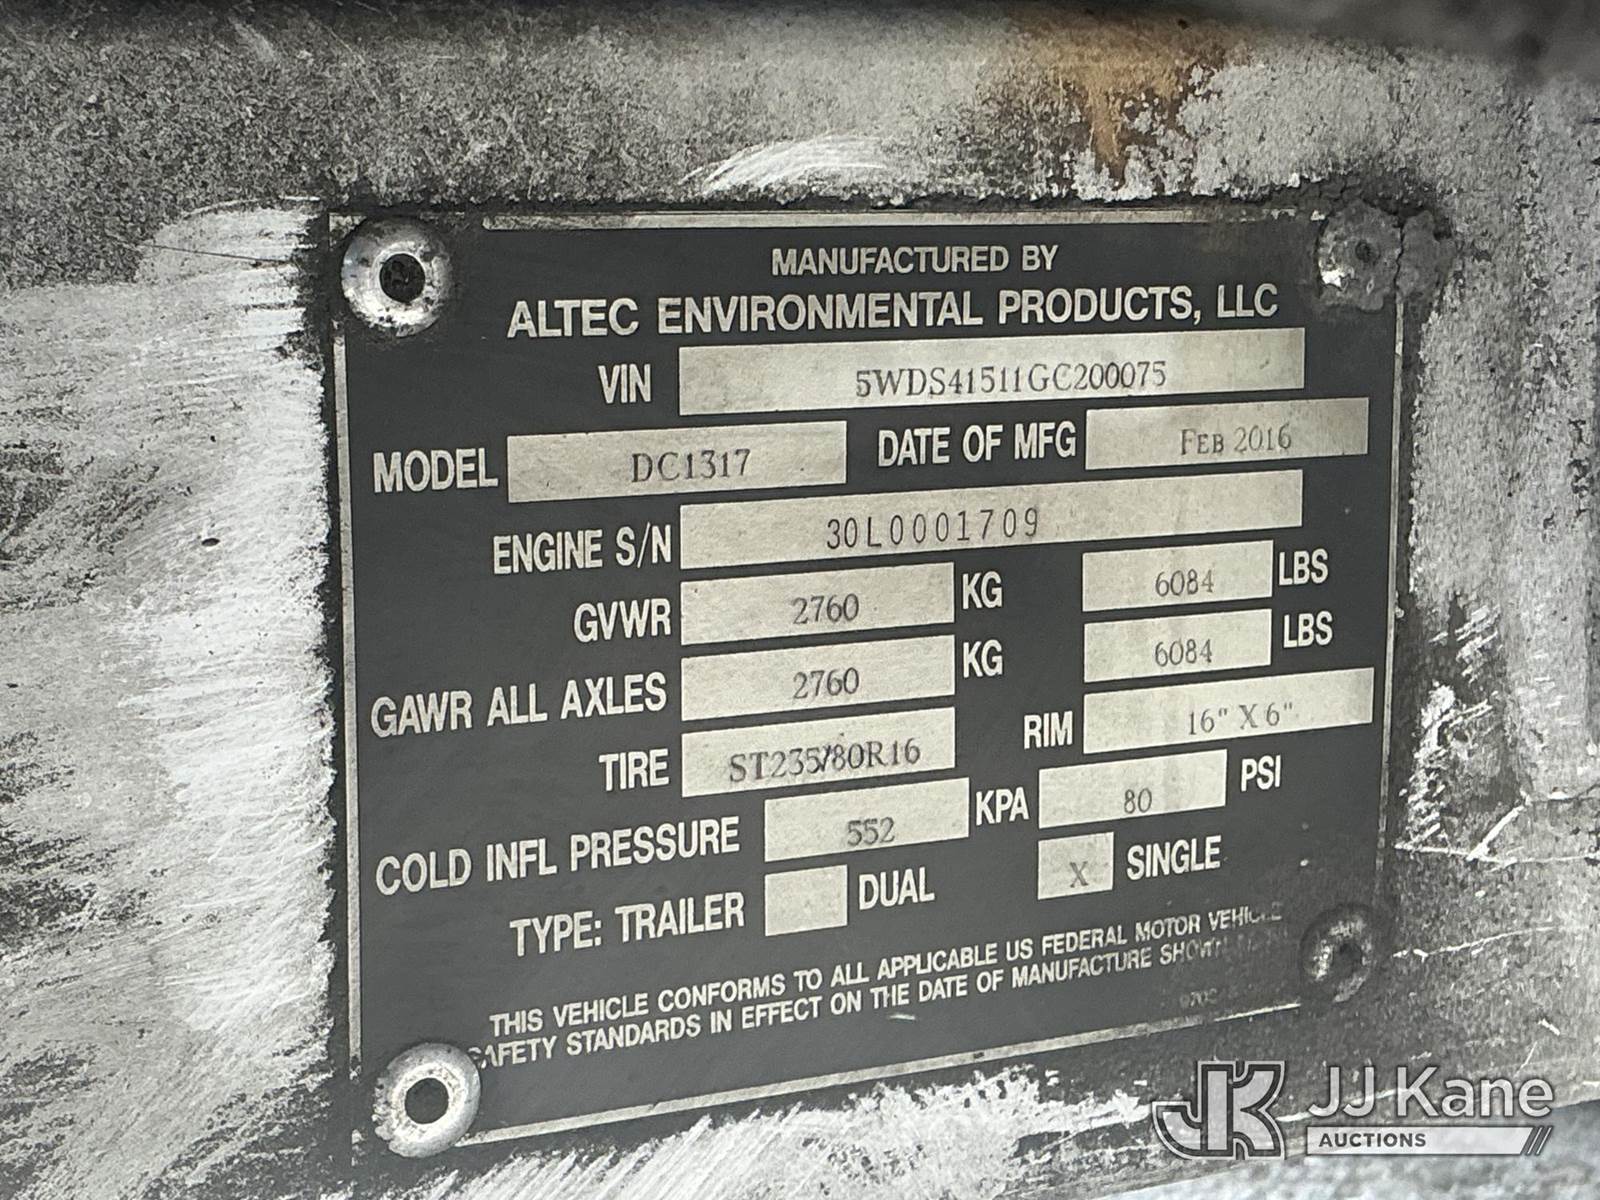 MANUFACTURED BY
ALTEC ENVIRONMENTAL PRODUCTS, LLC
VIN 5WDS41511GC200075
MODEL DC1317 DATE OF MFG FEB 2016
ENGINE S/N 30L0001709
GVWR 2760 KG 6084 LBS
GAWR ALL AXLES 2760 KG 6084 LBS
TIRE ST235/80R16 RIM 16" X 6"
COLD INFL PRESSURE 552 KPA 80 PSI
TYPE: TRAILER DUAL X SINGLE
THIS VEHICLE CONFORMS TO ALL APPLICABLE US FEDERAL MOTOR VEHICLE
SAFETY STANDARDS IN EFFECT ON THE DATE OF MANUFACTURE SHOWN
JK JJ Kane
AUCTIONS